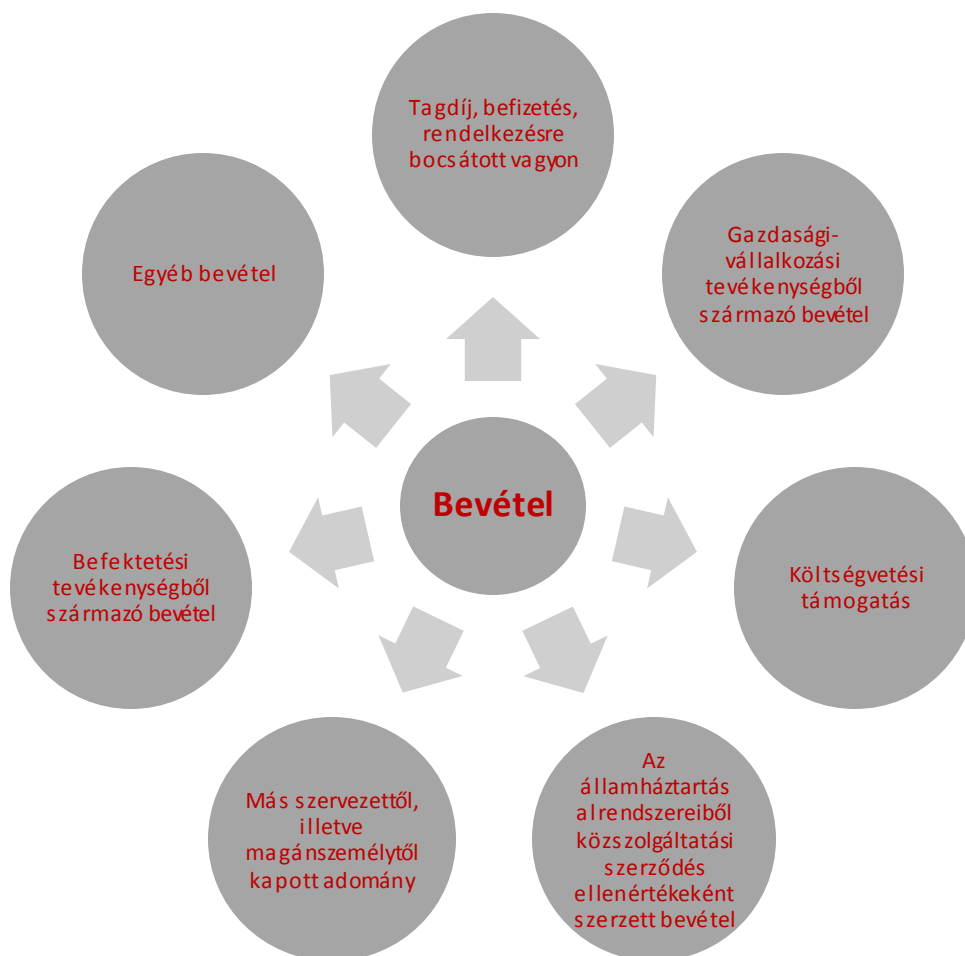 Tagdíj, befizetés,
rendelkezésre
bocsátott vagyon
Gazdasági-
vállalkozási
tevékenységből
származó bevétel
Költségvetési
támogatás
Az
államháztartás
alrendszereiből
közszolgáltatási
szerződés
ellenértékeként
szerzett bevétel
Más szervezettől,
illetve
magánszemélytől
kapott adomány
Befektetési
tevékenységből
származó bevétel
Egyéb bevétel
Bevétel